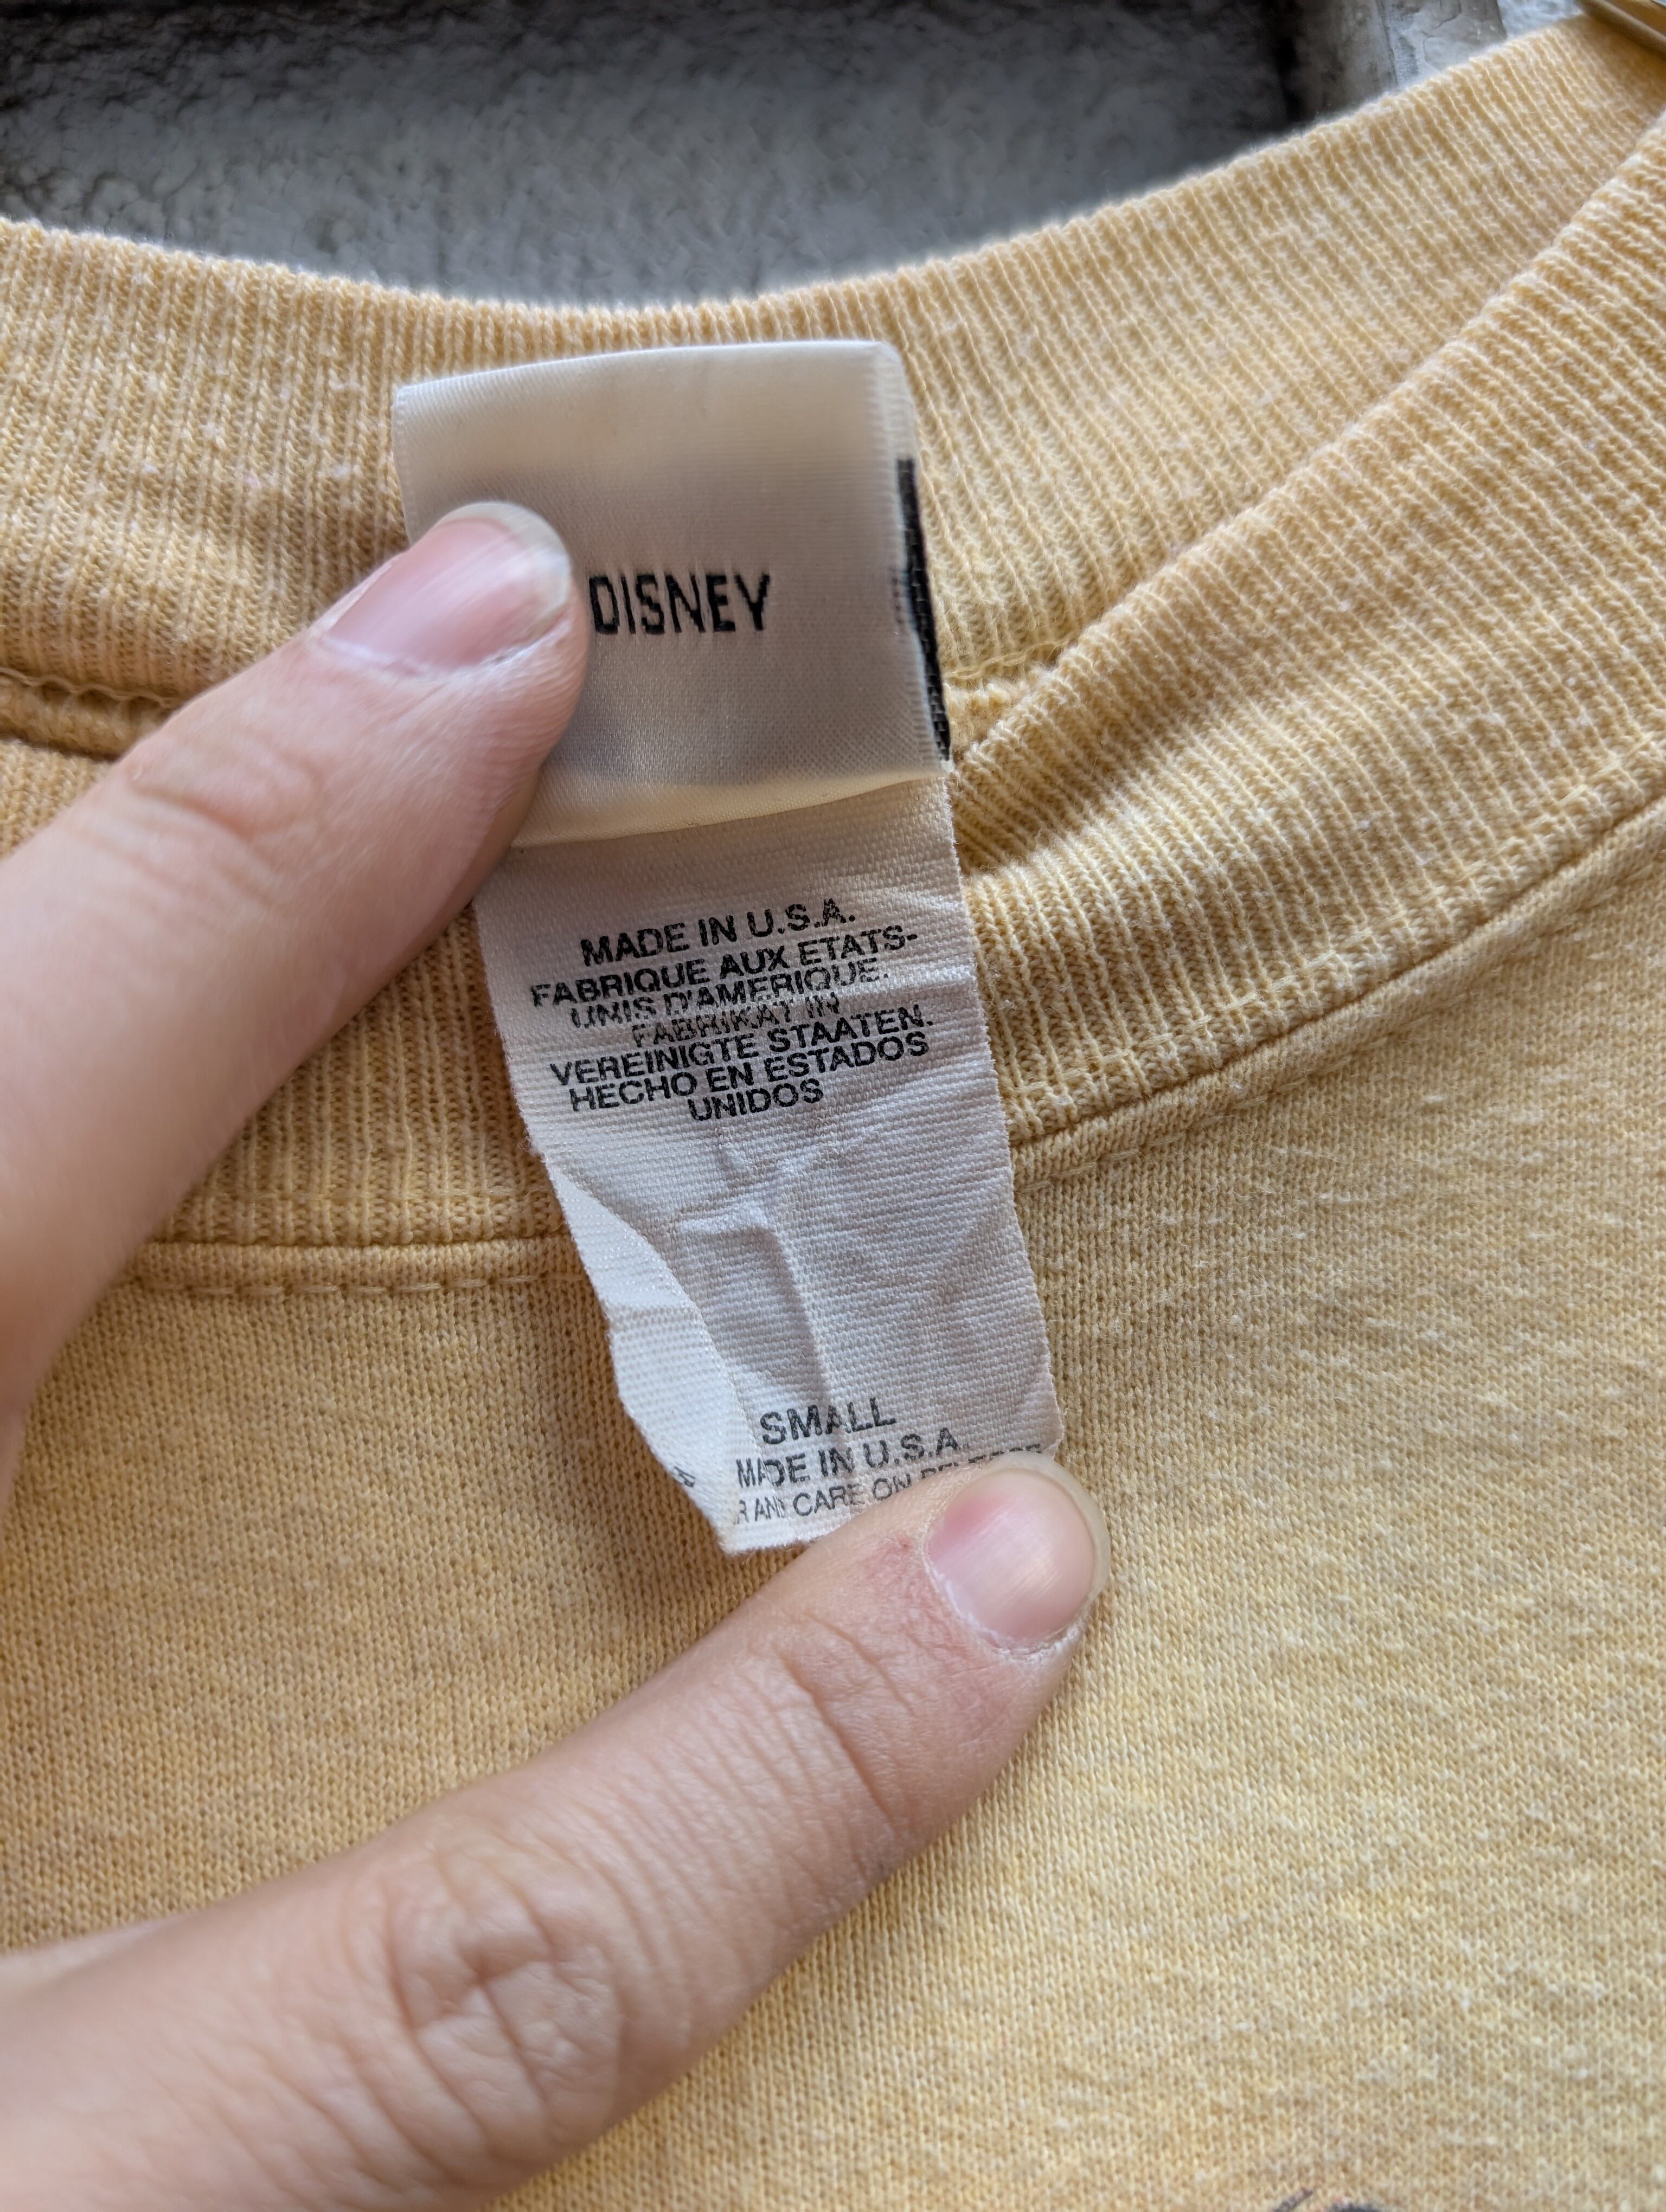 DISNEY
MADE IN U.S.A.
FABRIQUE AUX ETATS-
UNIS D'AMERIQUE.
FABRIKAT IN
VEREINIGTE STAATEN.
HECHO EN ESTADOS
UNIDOS
SMALL
MADE IN U.S.A.
AND CARE ON